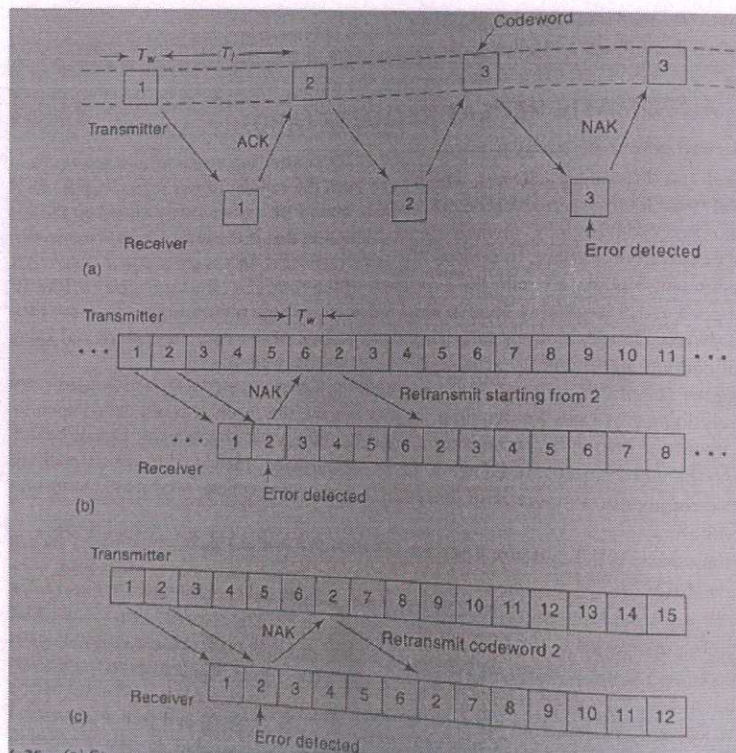 Codeword
T_w T_l
1 2 3 3
Transmitter ACK NAK
1 2 3
Receiver Error detected
(a)
Transmitter T_w
• • • 1 2 3 4 5 6 2 3 4 5 6 7 8 9 10 11 • • •
NAK Retransmit starting from 2
• • • 1 2 3 4 5 6 2 3 4 5 6 7 8 • • •
Receiver
Error detected
(b)
Transmitter
1 2 3 4 5 6 2 7 8 9 10 11 12 13 14 15
NAK Retransmit codeword 2
1 2 3 4 5 6 2 7 8 9 10 11 12
Receiver
(c)
Error detected